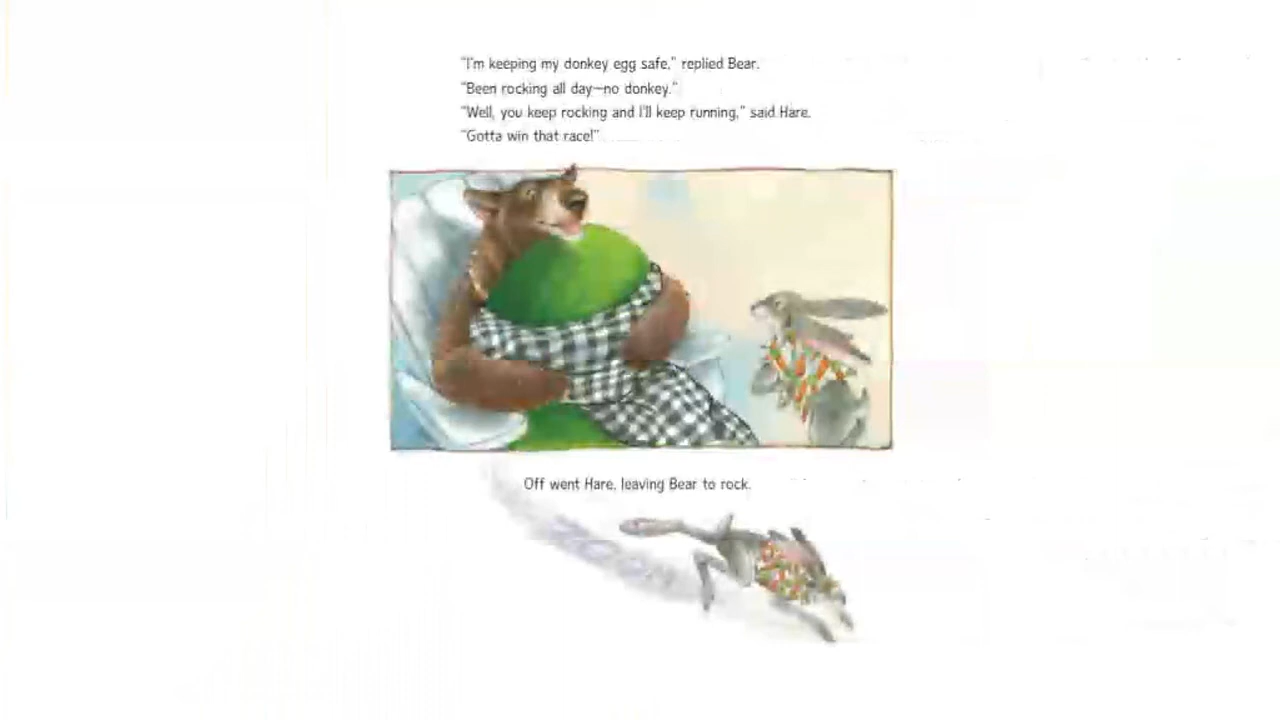 "I'm keeping my donkey egg safe," replied Bear.
"Been rocking all day—no donkey."
"Well, you keep rocking and I'll keep running," said Hare.
"Gotta win that race!"
Off went Hare, leaving Bear to rock.